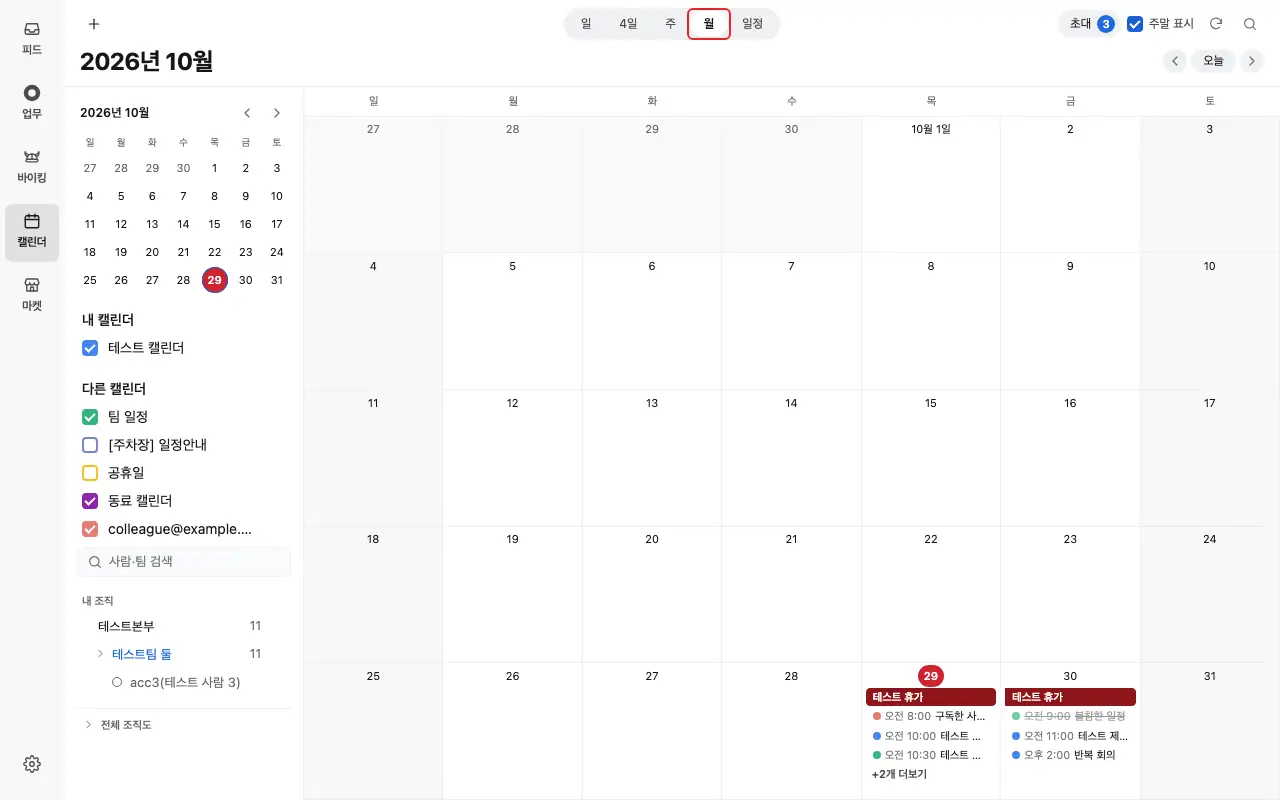 피드
업무
바이킹
캘린더
마켓
일 4일 주 월 일정
초대 3 주말 표시
2026년 10월
오늘
2026년 10월
일 월 화 수 목 금 토
27 28 29 30 1 2 3
4 5 6 7 8 9 10
11 12 13 14 15 16 17
18 19 20 21 22 23 24
25 26 27 28 29 30 31
내 캘린더
테스트 캘린더
다른 캘린더
팀 일정
[주차장] 일정안내
공휴일
동료 캘린더
colleague@example....
사람·팀 검색
내 조직
테스트본부 11
테스트팀 둘 11
acc3(테스트 사람 3)
전체 조직도
일 월 화 수 목 금 토
27 28 29 30 10월 1일 2 3
4 5 6 7 8 9 10
11 12 13 14 15 16 17
18 19 20 21 22 23 24
25 26 27 28 29 30 31
테스트 휴가 테스트 휴가
오전 8:00 구독한 사... 오전 9:00 불참한 일정
오전 10:00 테스트 ... 오전 11:00 테스트 제...
오전 10:30 테스트 ... 오후 2:00 반복 회의
+2개 더보기